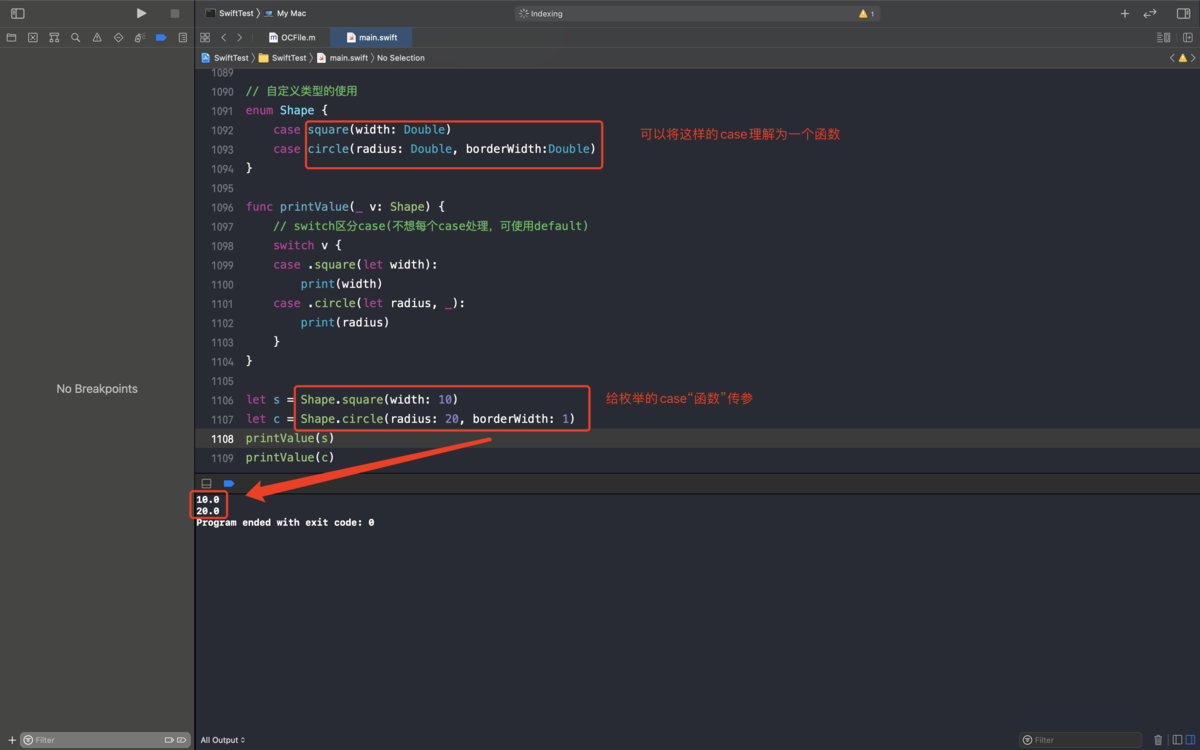 SwiftTest 〉 My Mac
Indexing
1
OCFile.m
main.swift
SwiftTest 〉 SwiftTest 〉 main.swift 〉 No Selection
1089
1090 // 自定义类型的使用
1091 enum Shape {
1092 case square(width: Double)
可以将这样的case理解为一个函数
1093 case circle(radius: Double, borderWidth:Double)
1094 }
1095
1096 func printValue(_ v: Shape) {
1097 // switch区分case(不想每个case处理, 可使用default)
1098 switch v {
1099 case .square(let width):
1100 print(width)
1101 case .circle(let radius, _):
1102 print(radius)
1103 }
1104 }
1105
No Breakpoints
1106 let s = Shape.square(width: 10)
给枚举的case“函数”传参
1107 let c = Shape.circle(radius: 20, borderWidth: 1)
1108 printValue(s)
1109 printValue(c)
10.0
20.0
Program ended with exit code: 0
Filter
All Output
Filter